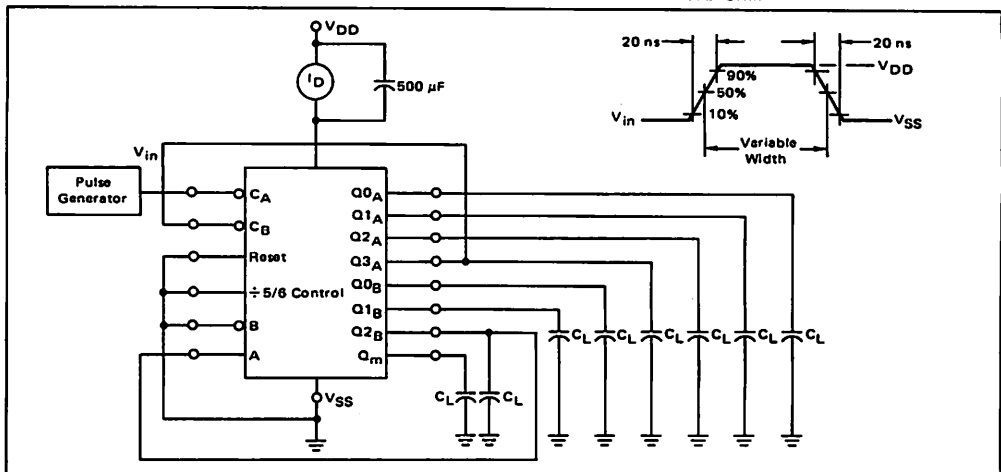 VDD
ID
500 μF
20 ns
20 ns
VDD
90%
50%
10%
Vin
VSS
Variable
Width
Vin
Pulse
Generator
CA
CB
Reset
÷5/6 Control
B
A
Q0A
Q1A
Q2A
Q3A
Q0B
Q1B
Q2B
Qm
VSS
CL
CL
CL
CL
CL
CL
CL
CL